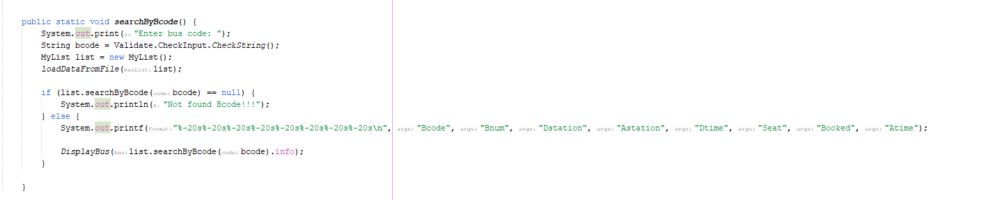 public static void searchByBcode() {
System.out.print(s: "Enter bus code: ");
String bcode = Validate.CheckInput.CheckString();
MyList list = new MyList();
loadDataFromFile(busList: list);
if (list.searchByBcode(code: bcode) == null) {
System.out.println(x: "Not found Bcode!!!");
} else {
System.out.printf(format: "%-20s%-20s%-20s%-20s%-20s%-20s%-20s%-20s\n", args: "Bcode", args: "Bnum", args: "Dstation", args: "Astation", args: "Dtime", args: "Seat", args: "Booked", args: "Atime");
DisplayBus(bus: list.searchByBcode(code: bcode).info);
}
}